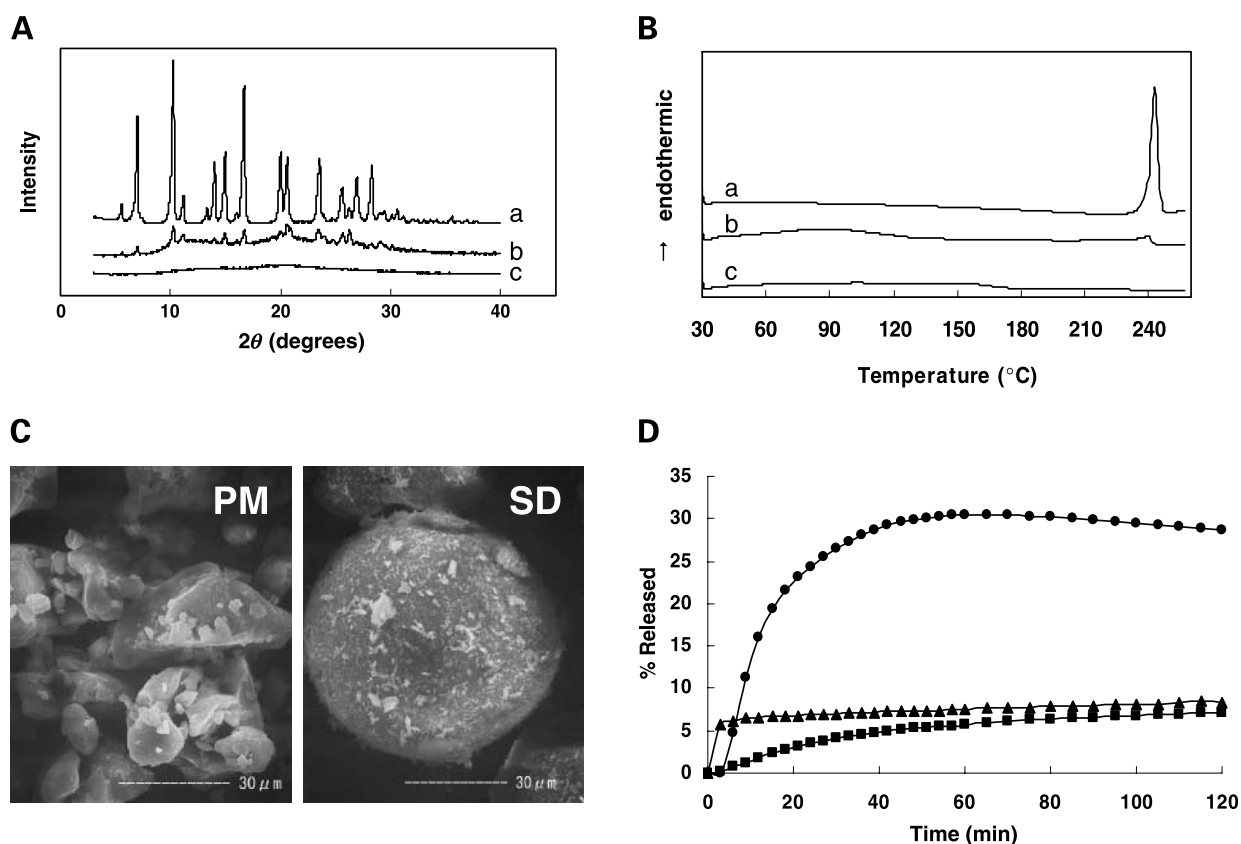 A
Intensity
a
b
c
0 10 20 30 40
2θ (degrees)
B
→ endothermic
a
b
c
30 60 90 120 150 180 210 240
Temperature (°C)
C
PM
30 μm
SD
30 μm
D
% Released
35
30
25
20
15
10
5
0
0 20 40 60 80 100 120
Time (min)